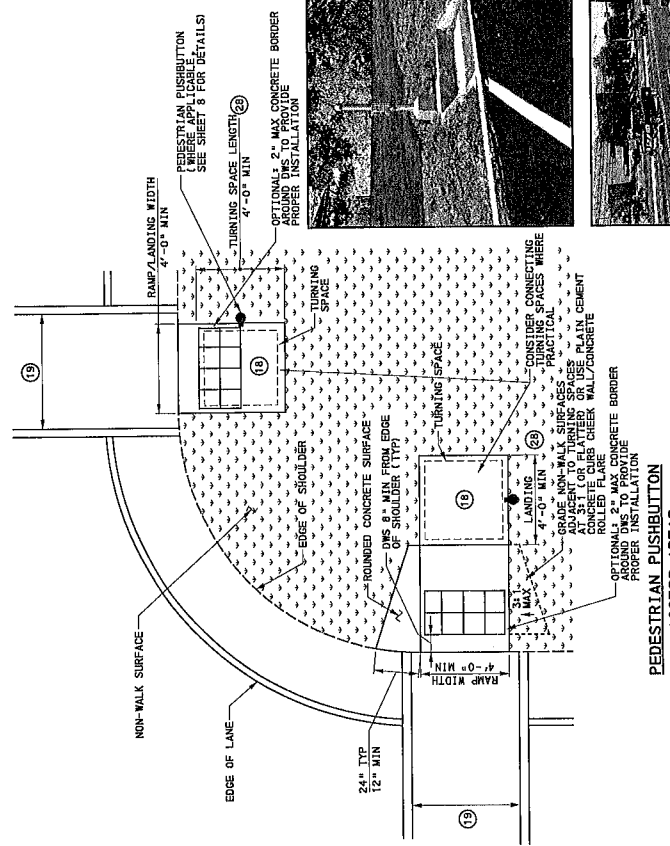 RAMP/LANDING WIDTH
4'-0" MIN
PEDESTRIAN PUSHBUTTON
(WHERE APPLICABLE,
SEE SHEET 8 FOR DETAILS)
TURNING SPACE LENGTH 28
4'-0" MIN
OPTIONAL: 2" MAX CONCRETE BORDER
AROUND DWS TO PROVIDE
PROPER INSTALLATION
19
18
TURNING
SPACE
NON-WALK SURFACE
EDGE OF SHOULDER
EDGE OF LANE
ROUNDED CONCRETE SURFACE
DWS 8" MIN FROM EDGE
OF SHOULDER (TYP)
TURNING SPACE
CONSIDER CONNECTING
TURNING SPACES WHERE
PRACTICAL
24" TYP
12" MIN
RAMP WIDTH
4'-0" MIN
18
LANDING 28
4'-0" MIN
3:1
MAX
GRADE NON-WALK SURFACES
ADJACENT TO TURNING SPACES
AT 3:1 (OR FLATTER) OR USE PLAIN CEMENT
CONCRETE CURB CHEEK WALL/CONCRETE
ROLLED FLARE
OPTIONAL: 2" MAX CONCRETE BORDER
AROUND DWS TO PROVIDE
PROPER INSTALLATION
19
PEDESTRIAN PUSHBUTTON